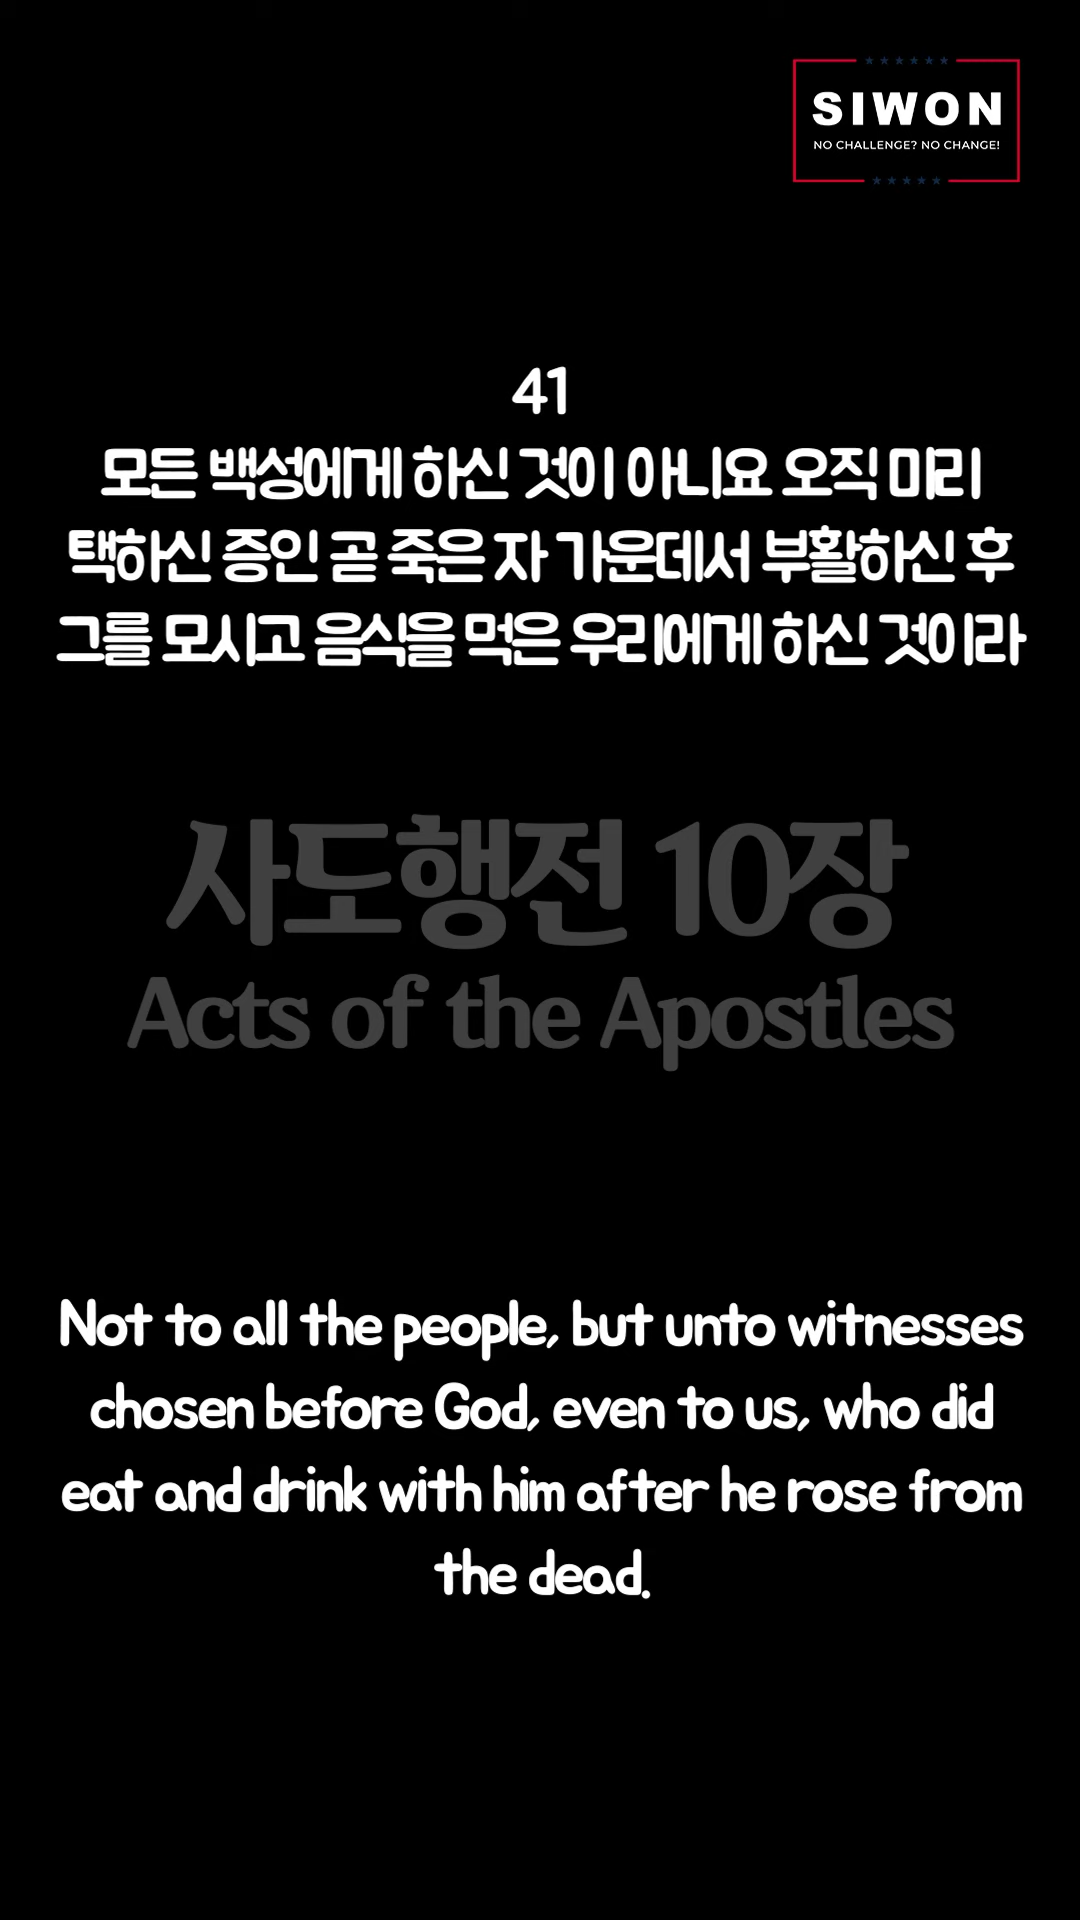 SIWON
NO CHALLENGE? NO CHANGE!
41
모든 백성에게 하신 것이 아니요 오직 미리
택하신 증인 곧 죽은 자 가운데서 부활하신 후
그를 모시고 음식을 먹은 우리에게 하신 것이라
사도행전 10장
Acts of the Apostles
Not to all the people, but unto witnesses
chosen before God, even to us, who did
eat and drink with him after he rose from
the dead.